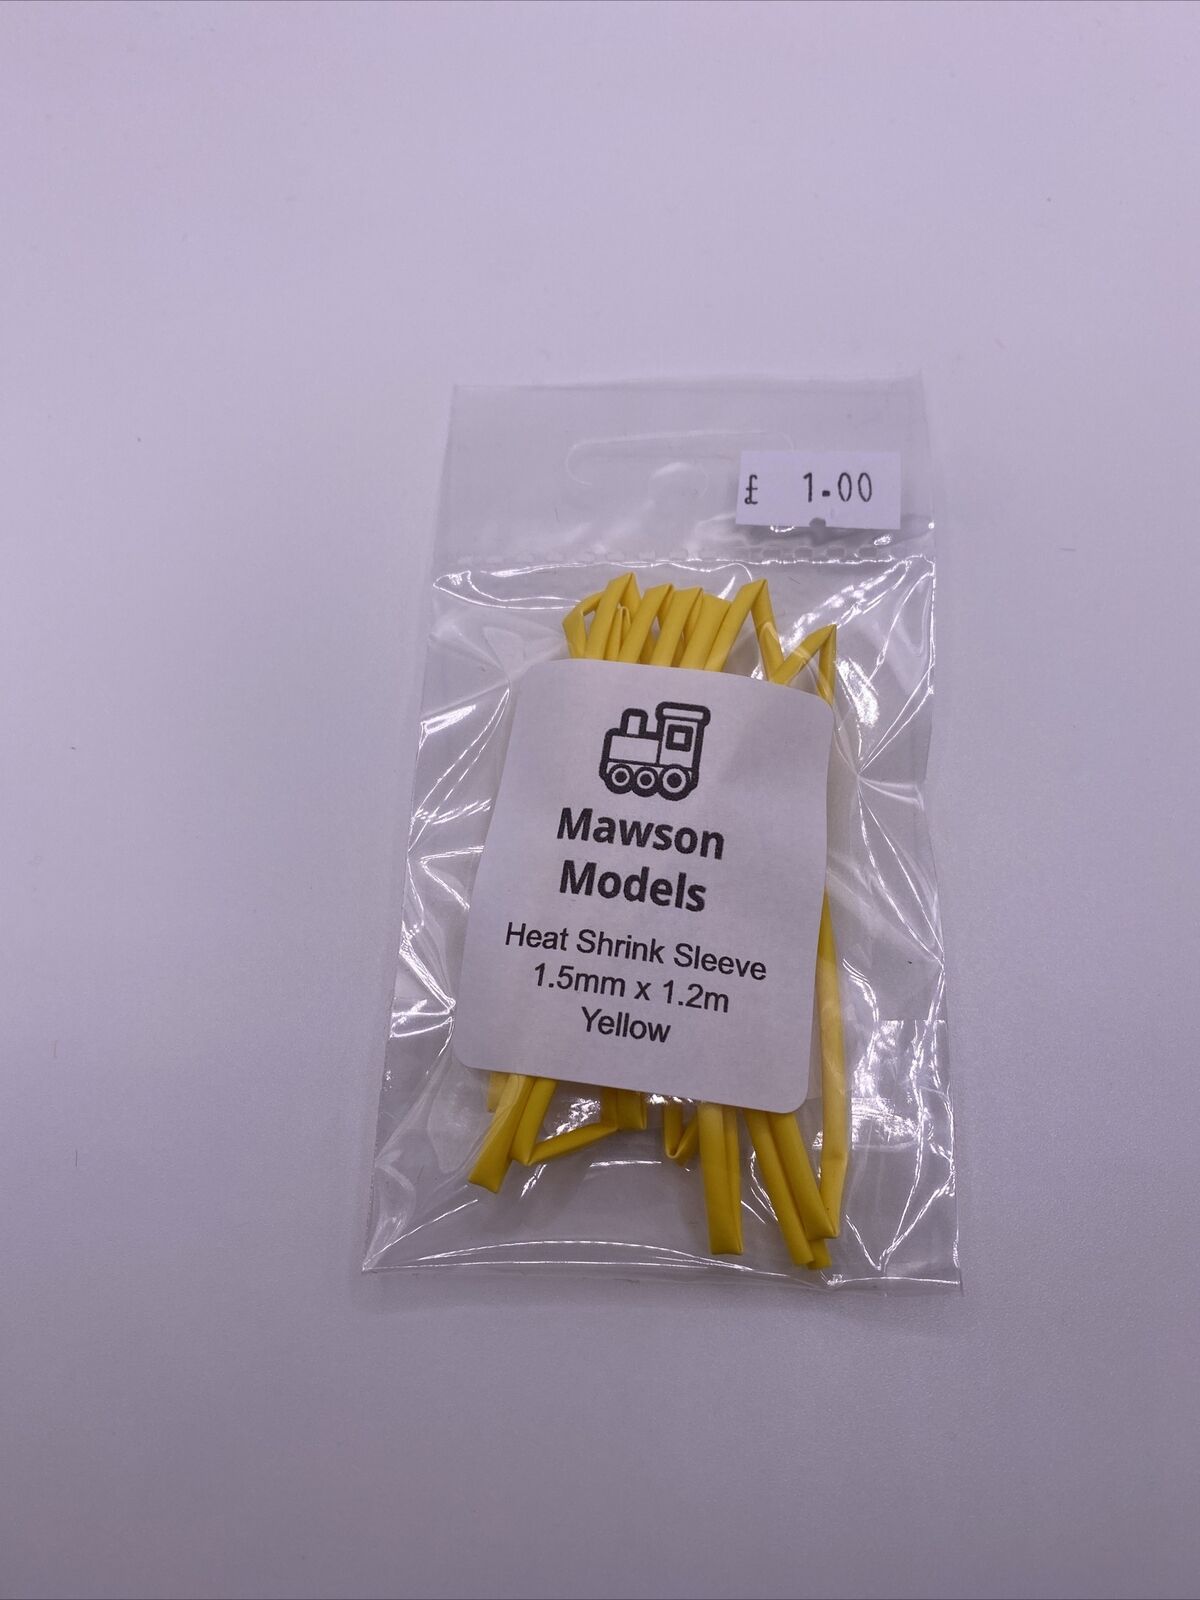 £ 1.00
Mawson
Models
Heat Shrink Sleeve
1.5mm x 1.2m
Yellow